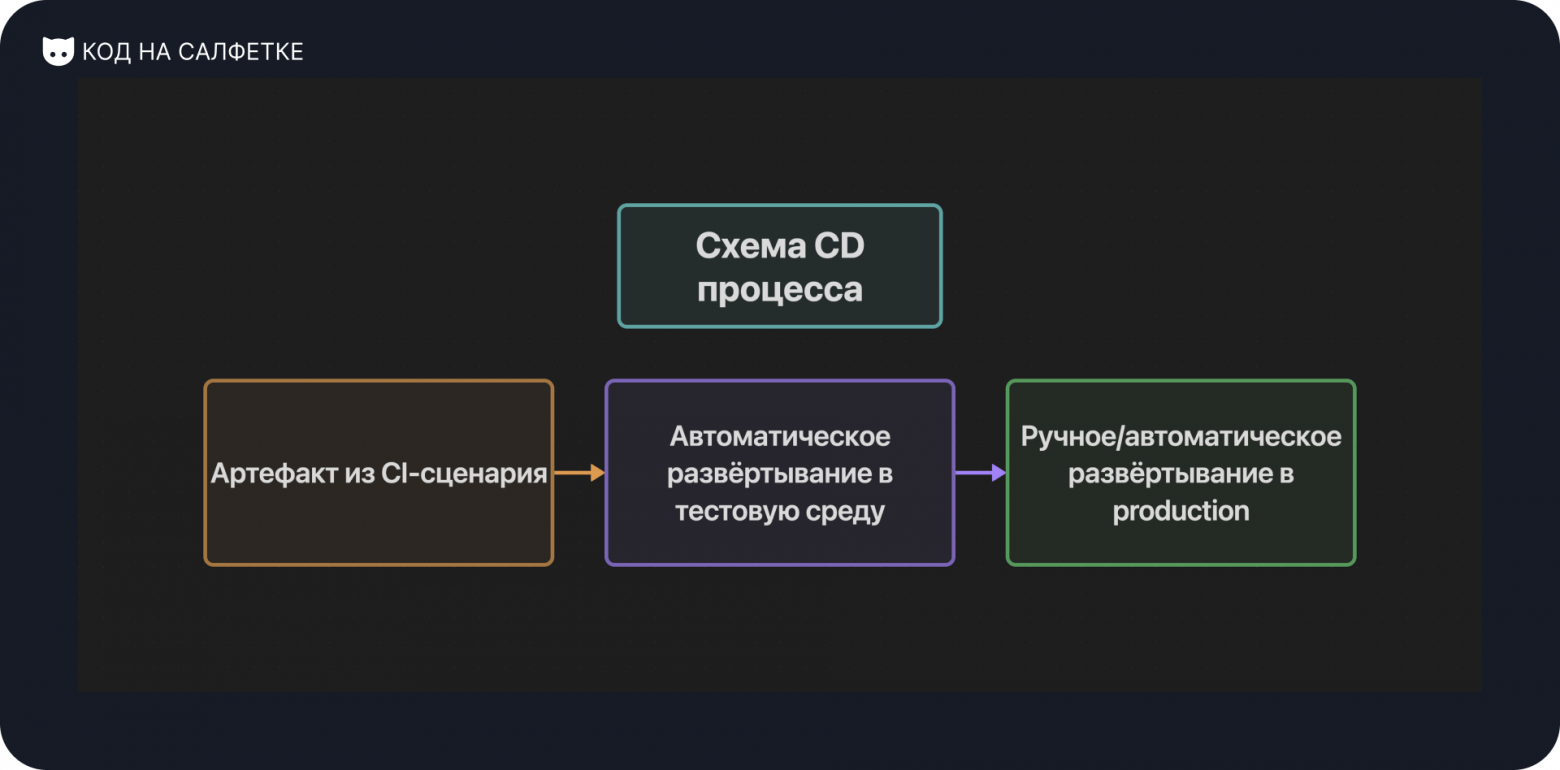 КОД НА САЛФЕТКЕ
Схема CD
процесса
Артефакт из CI-сценария
Автоматическое
развёртывание в
тестовую среду
Ручное/автоматическое
развёртывание в
production